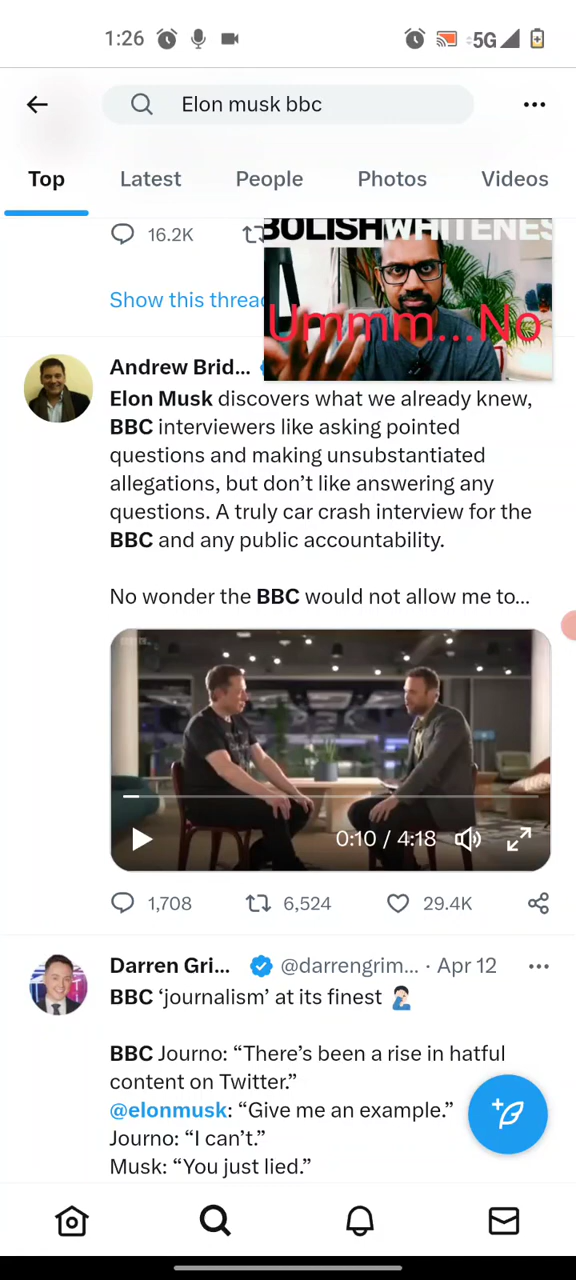 1:26
5G
Elon musk bbc
Top Latest People Photos Videos
16.2K
BOLISHWHITENES
Ummm...No
Show this threa
Andrew Brid...
Elon Musk discovers what we already knew,
BBC interviewers like asking pointed
questions and making unsubstantiated
allegations, but don’t like answering any
questions. A truly car crash interview for the
BBC and any public accountability.
No wonder the BBC would not allow me to...
0:10 / 4:18
1,708 6,524 29.4K
Darren Gri... @darrengrim... · Apr 12
BBC ‘journalism’ at its finest
BBC Journo: “There’s been a rise in hatful
content on Twitter.”
@elonmusk: “Give me an example.”
Journo: “I can’t.”
Musk: “You just lied.”